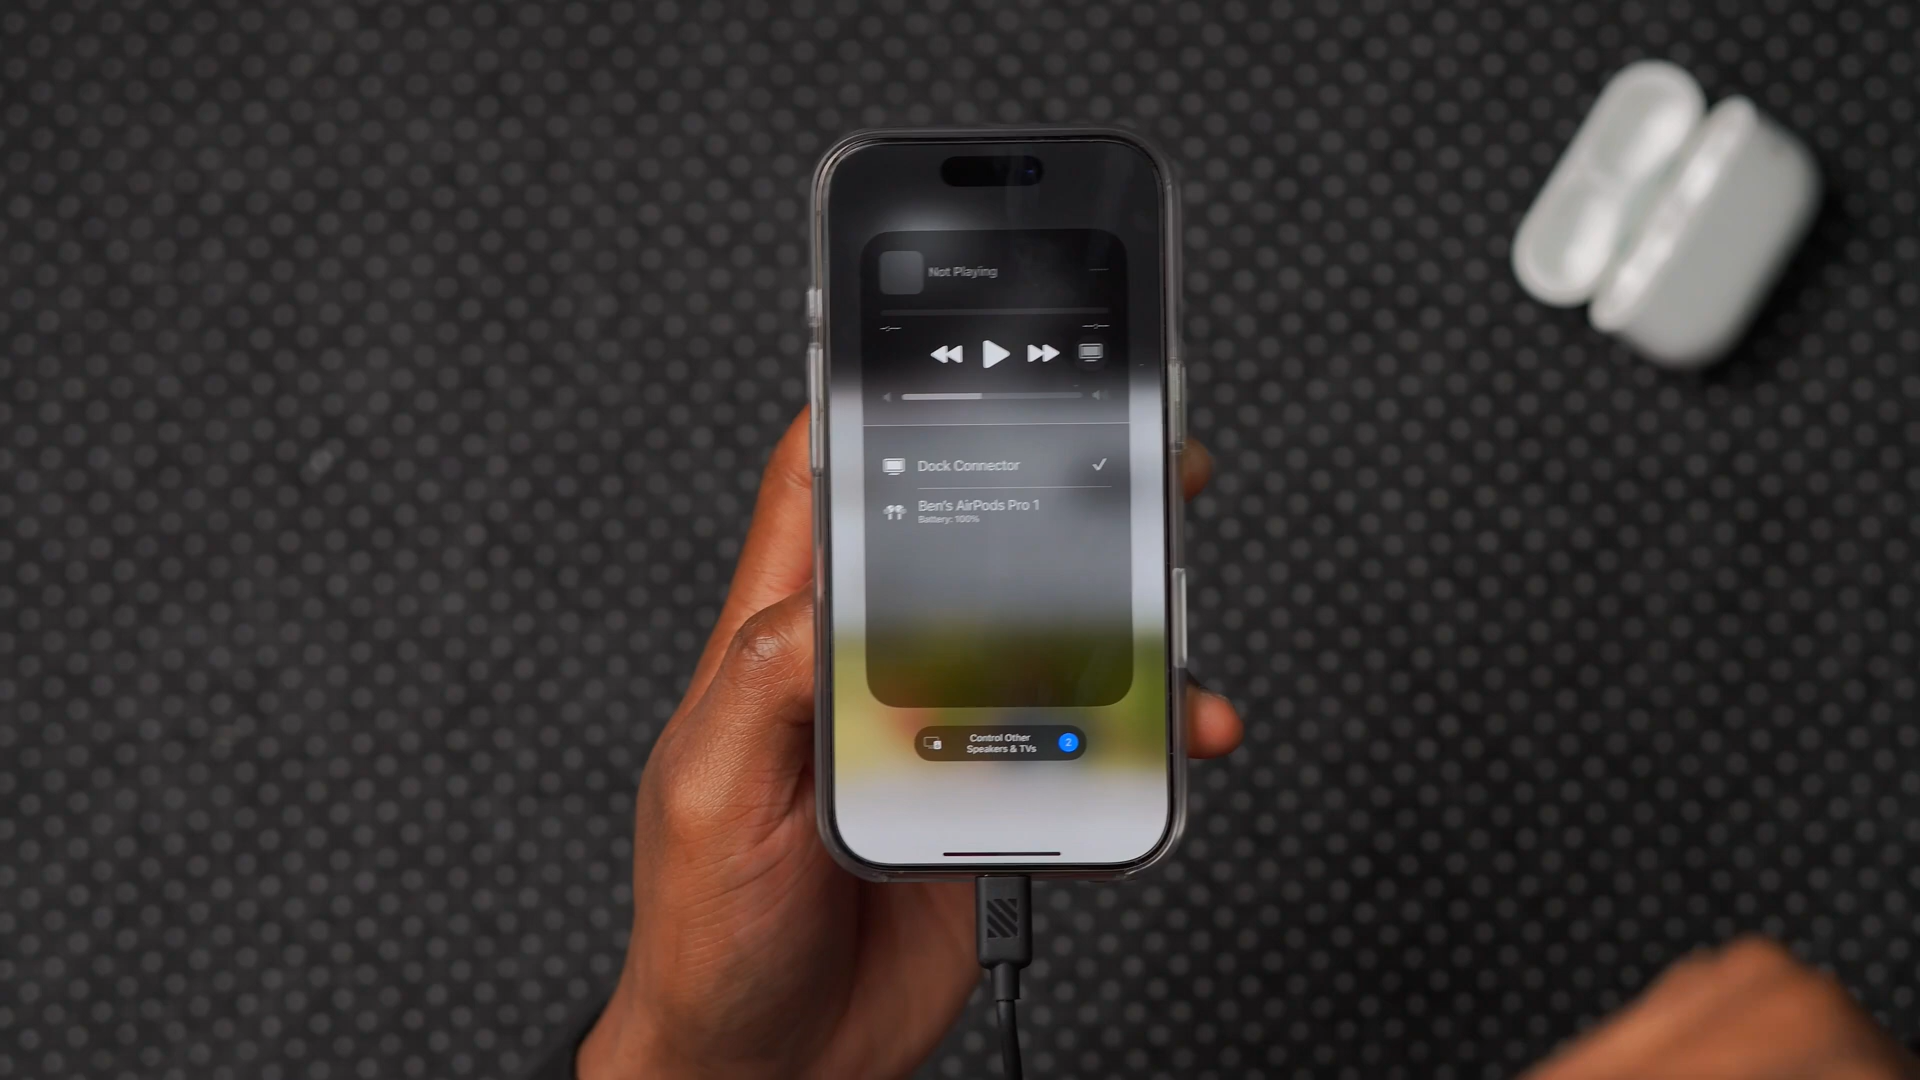 Not Playing
Dock Connector
Ben's AirPods Pro 1
Battery: 100%
Control Other
Speakers & TVs
2